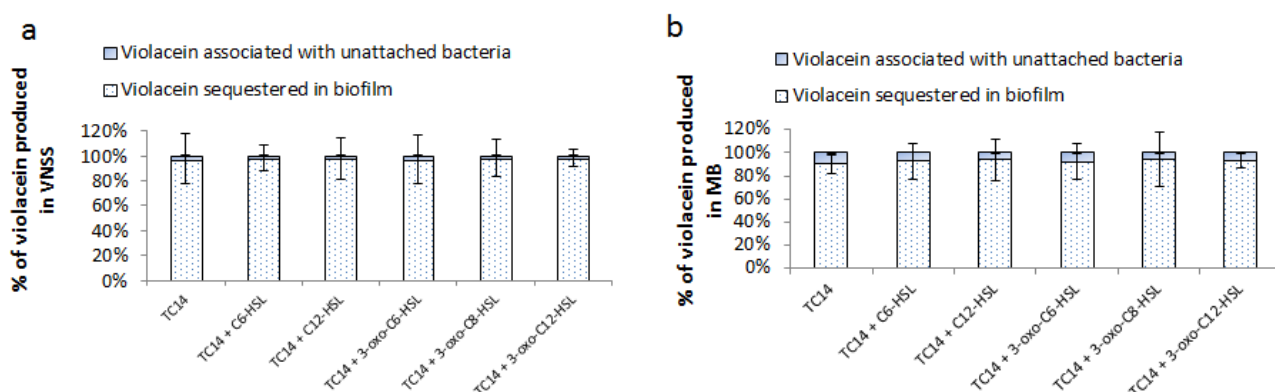 a
Violacein associated with unattached bacteria
Violacein sequestered in biofilm
% of violacein produced
in VNSS
120%
100%
80%
60%
40%
20%
0%
TC14
TC14 + C6-HSL
TC14 + C12-HSL
TC14 + 3-oxo-C6-HSL
TC14 + 3-oxo-C8-HSL
TC14 + 3-oxo-C12-HSL
b
Violacein associated with unattached bacteria
Violacein sequestered in biofilm
% of violacein produced
in MB
120%
100%
80%
60%
40%
20%
0%
TC14
TC14 + C6-HSL
TC14 + C12-HSL
TC14 + 3-oxo-C6-HSL
TC14 + 3-oxo-C8-HSL
TC14 + 3-oxo-C12-HSL